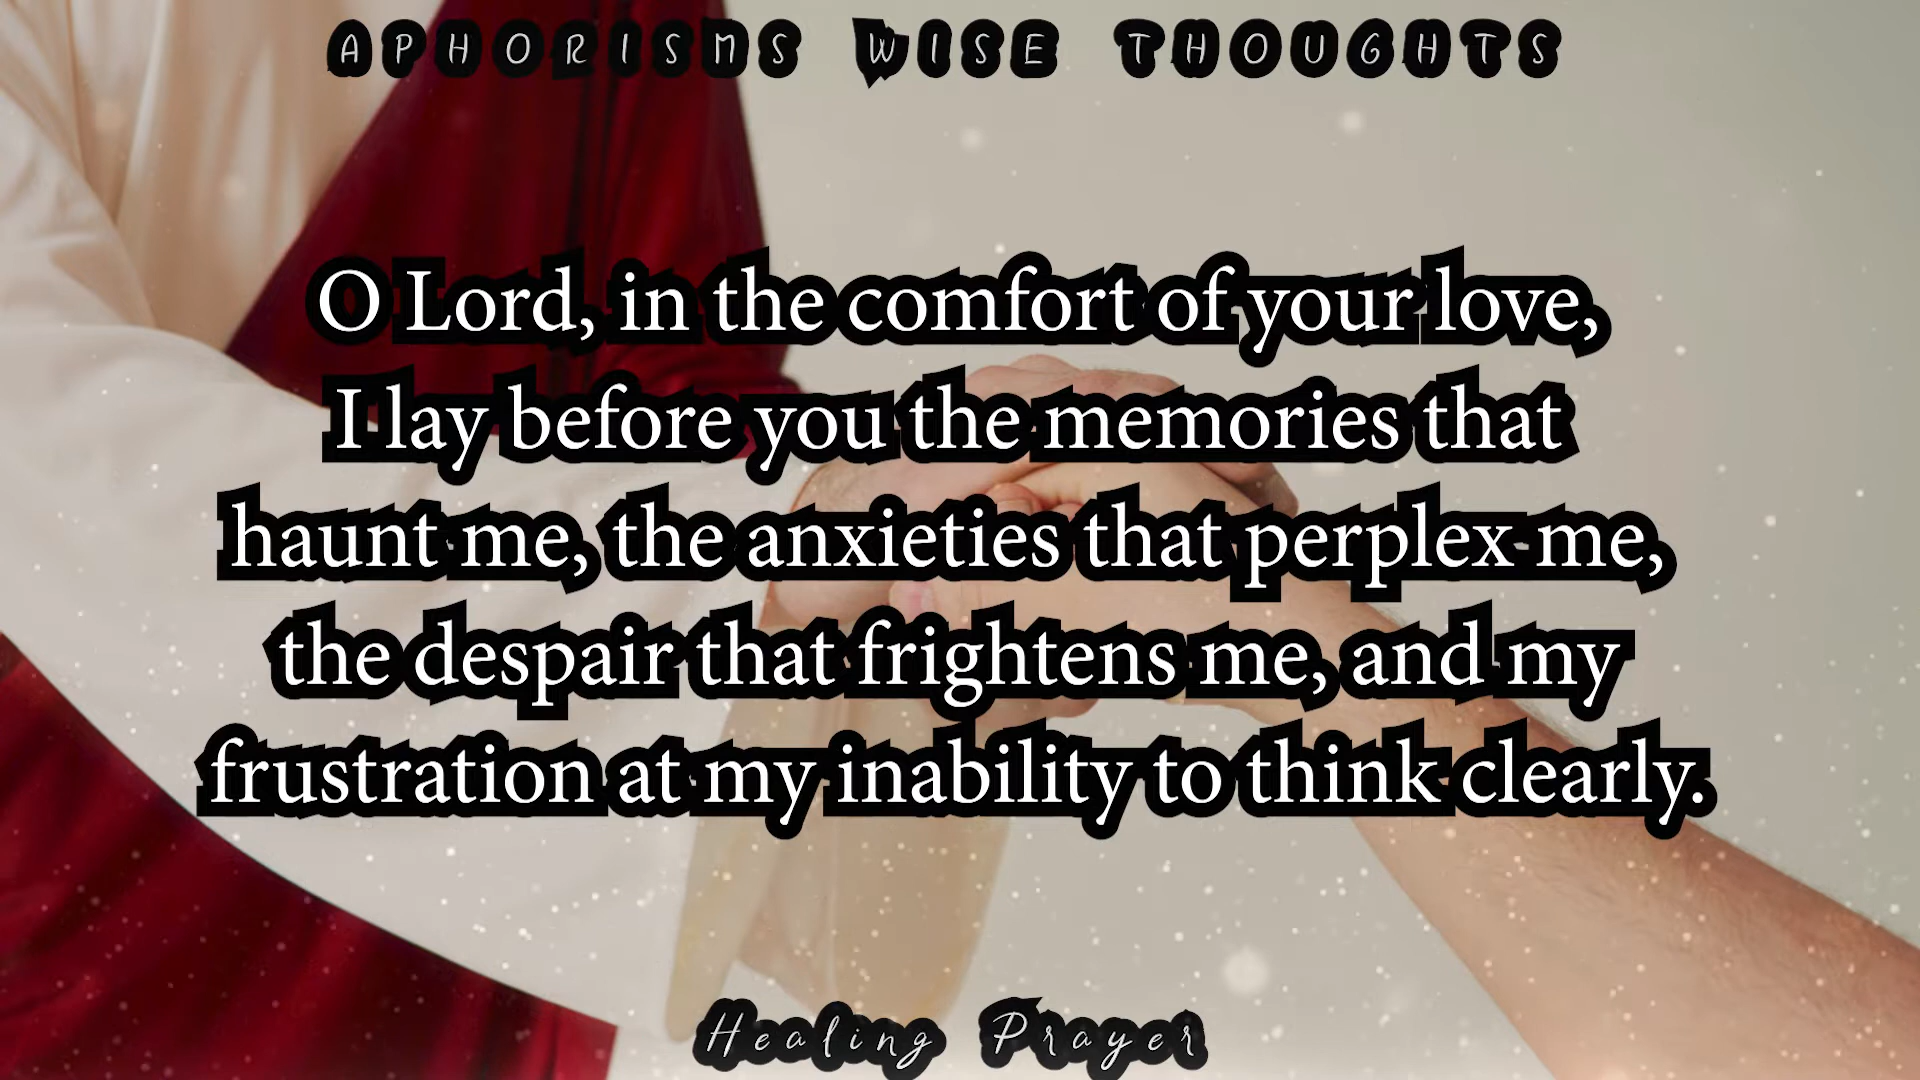 APHORISMS WISE THOUGHTS
O Lord, in the comfort of your love,
I lay before you the memories that
haunt me, the anxieties that perplex me,
the despair that frightens me, and my
frustration at my inability to think clearly.
Healing Prayer